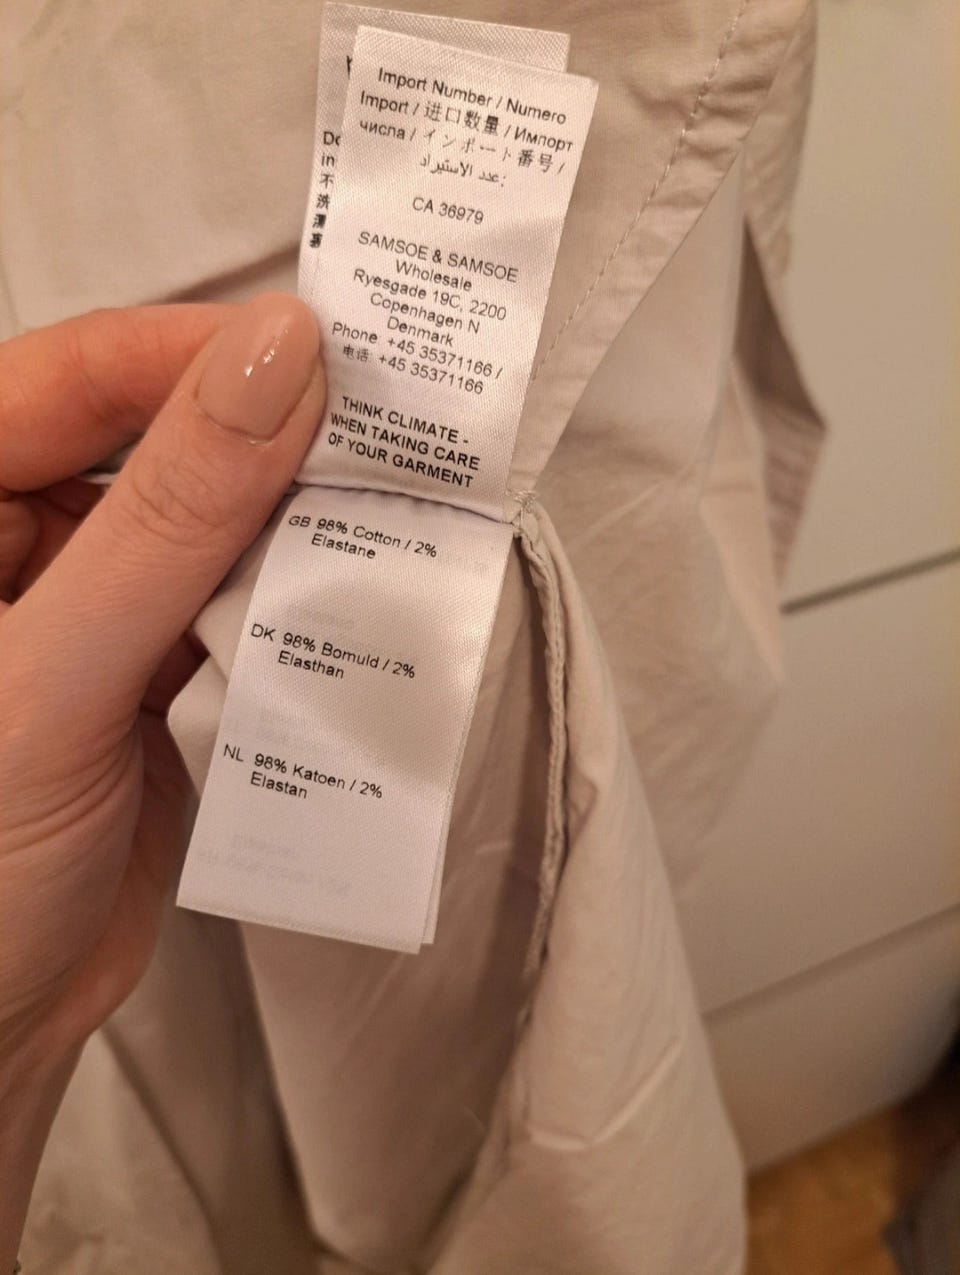 Import Number / Numero
Import / 进口数量 / Импорт
числа / インポート番号 /
عدد الاستيراد:
CA 36979
SAMSOE & SAMSOE
Wholesale
Ryesgade 19C, 2200
Copenhagen N
Denmark
Phone: +45 35371166 /
电话: +45 35371166
THINK CLIMATE -
WHEN TAKING CARE
OF YOUR GARMENT
GB 98% Cotton / 2%
Elastane
DK 98% Bomuld / 2%
Elasthan
NL 98% Katoen / 2%
Elastan
in
不
洗